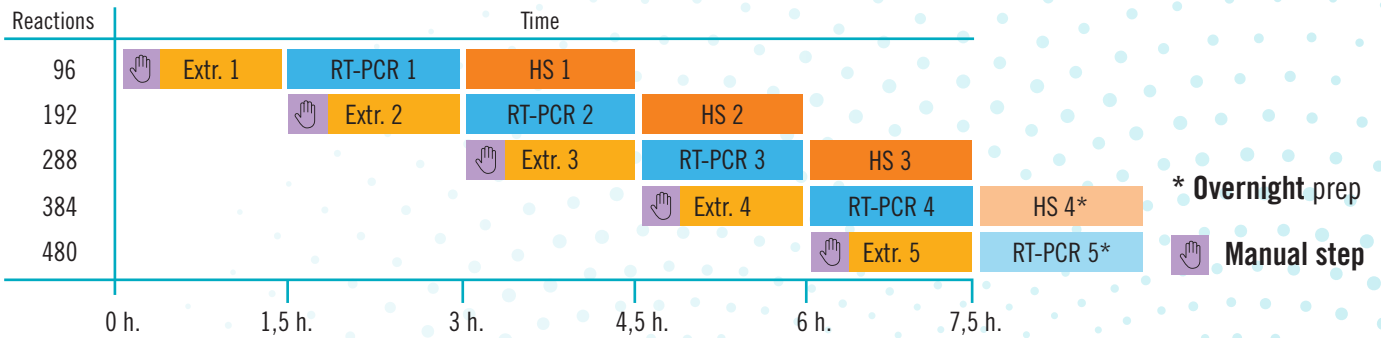 Reactions Time
96 Extr. 1 RT-PCR 1 HS 1
192 Extr. 2 RT-PCR 2 HS 2
288 Extr. 3 RT-PCR 3 HS 3
384 Extr. 4 RT-PCR 4 HS 4*
480 Extr. 5 RT-PCR 5*
* Overnight prep
Manual step
0 h. 1,5 h. 3 h. 4,5 h. 6 h. 7,5 h.